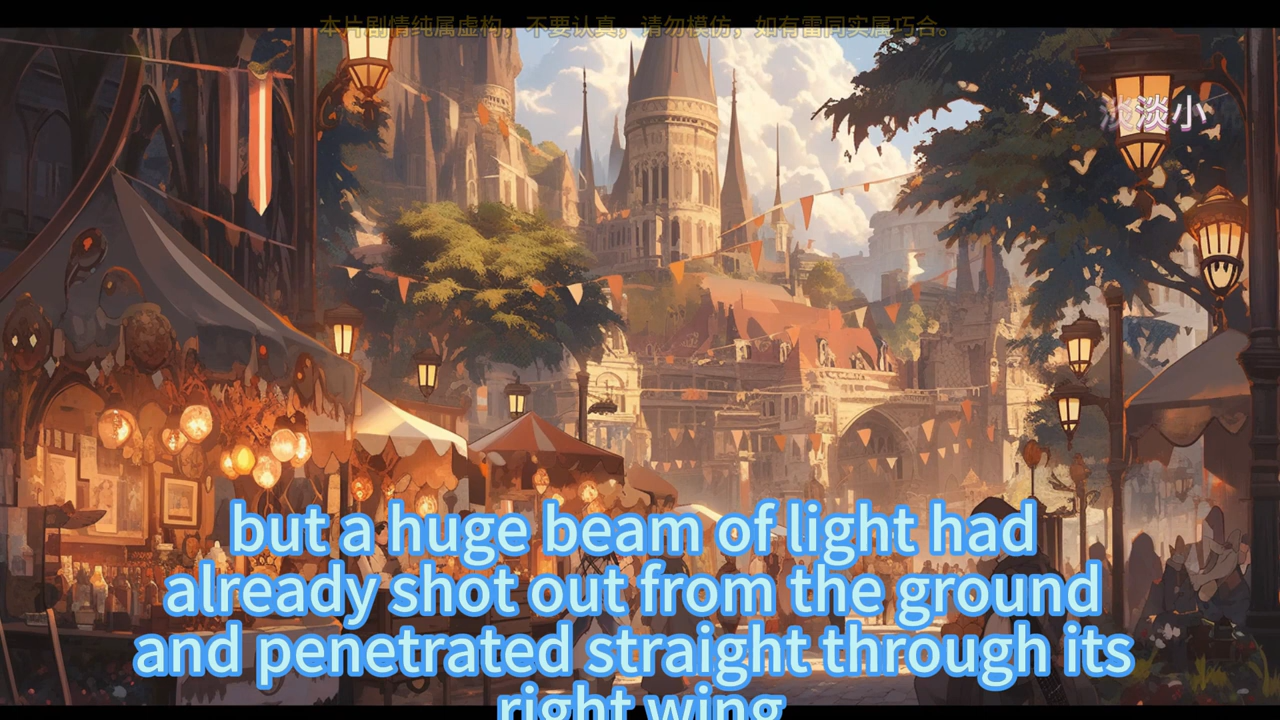 本片剧情纯属虚构，不要认真，请勿模仿，如有雷同实属巧合。
淡淡小
but a huge beam of light had
already shot out from the ground
and penetrated straight through its
right wing